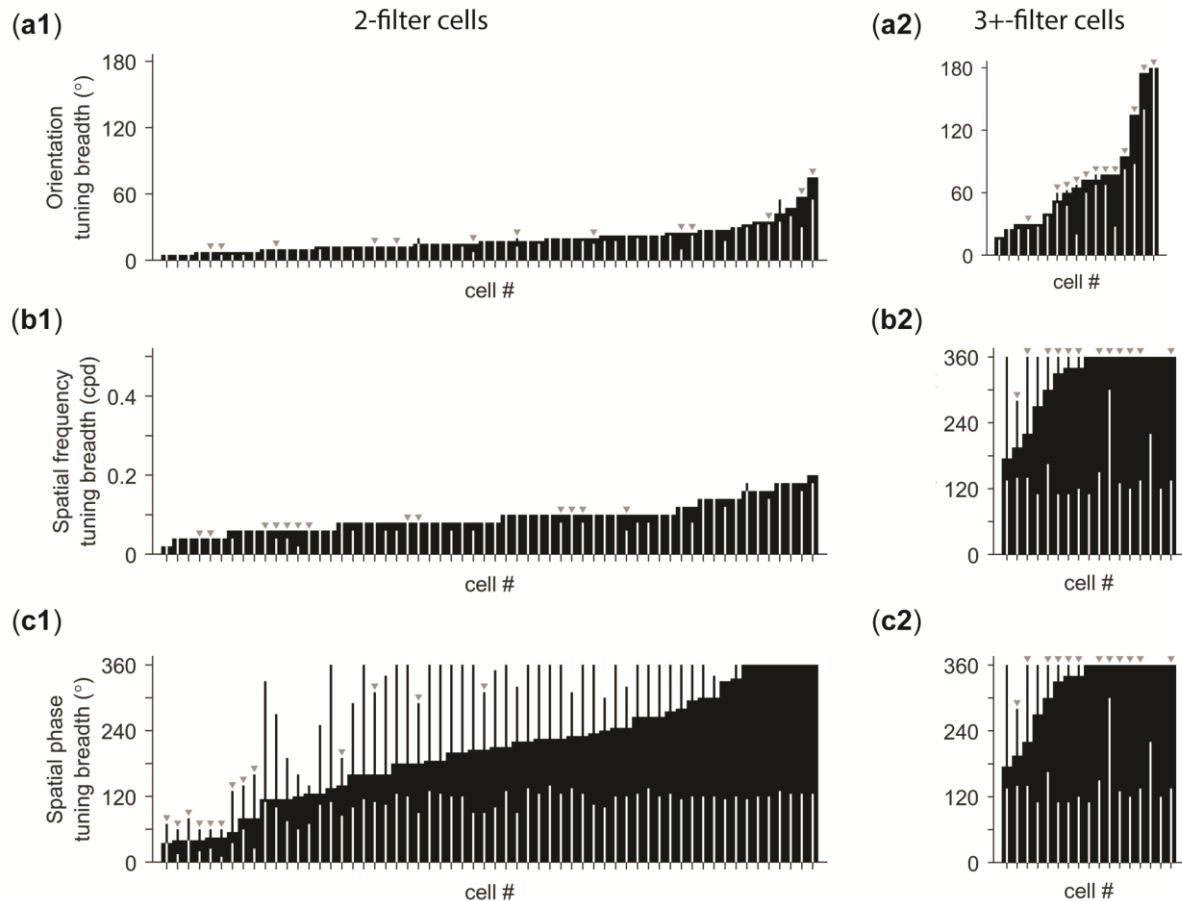 (a1)
2-filter cells
(a2)
3+-filter cells
Orientation
tuning breadth (°)
180
120
60
0
cell #
180
120
60
0
cell #
(b1)
(b2)
Spatial frequency
tuning breadth (cpd)
0.4
0.2
0
cell #
360
240
120
0
cell #
(c1)
(c2)
Spatial phase
tuning breadth (°)
360
240
120
0
cell #
360
240
120
0
cell #